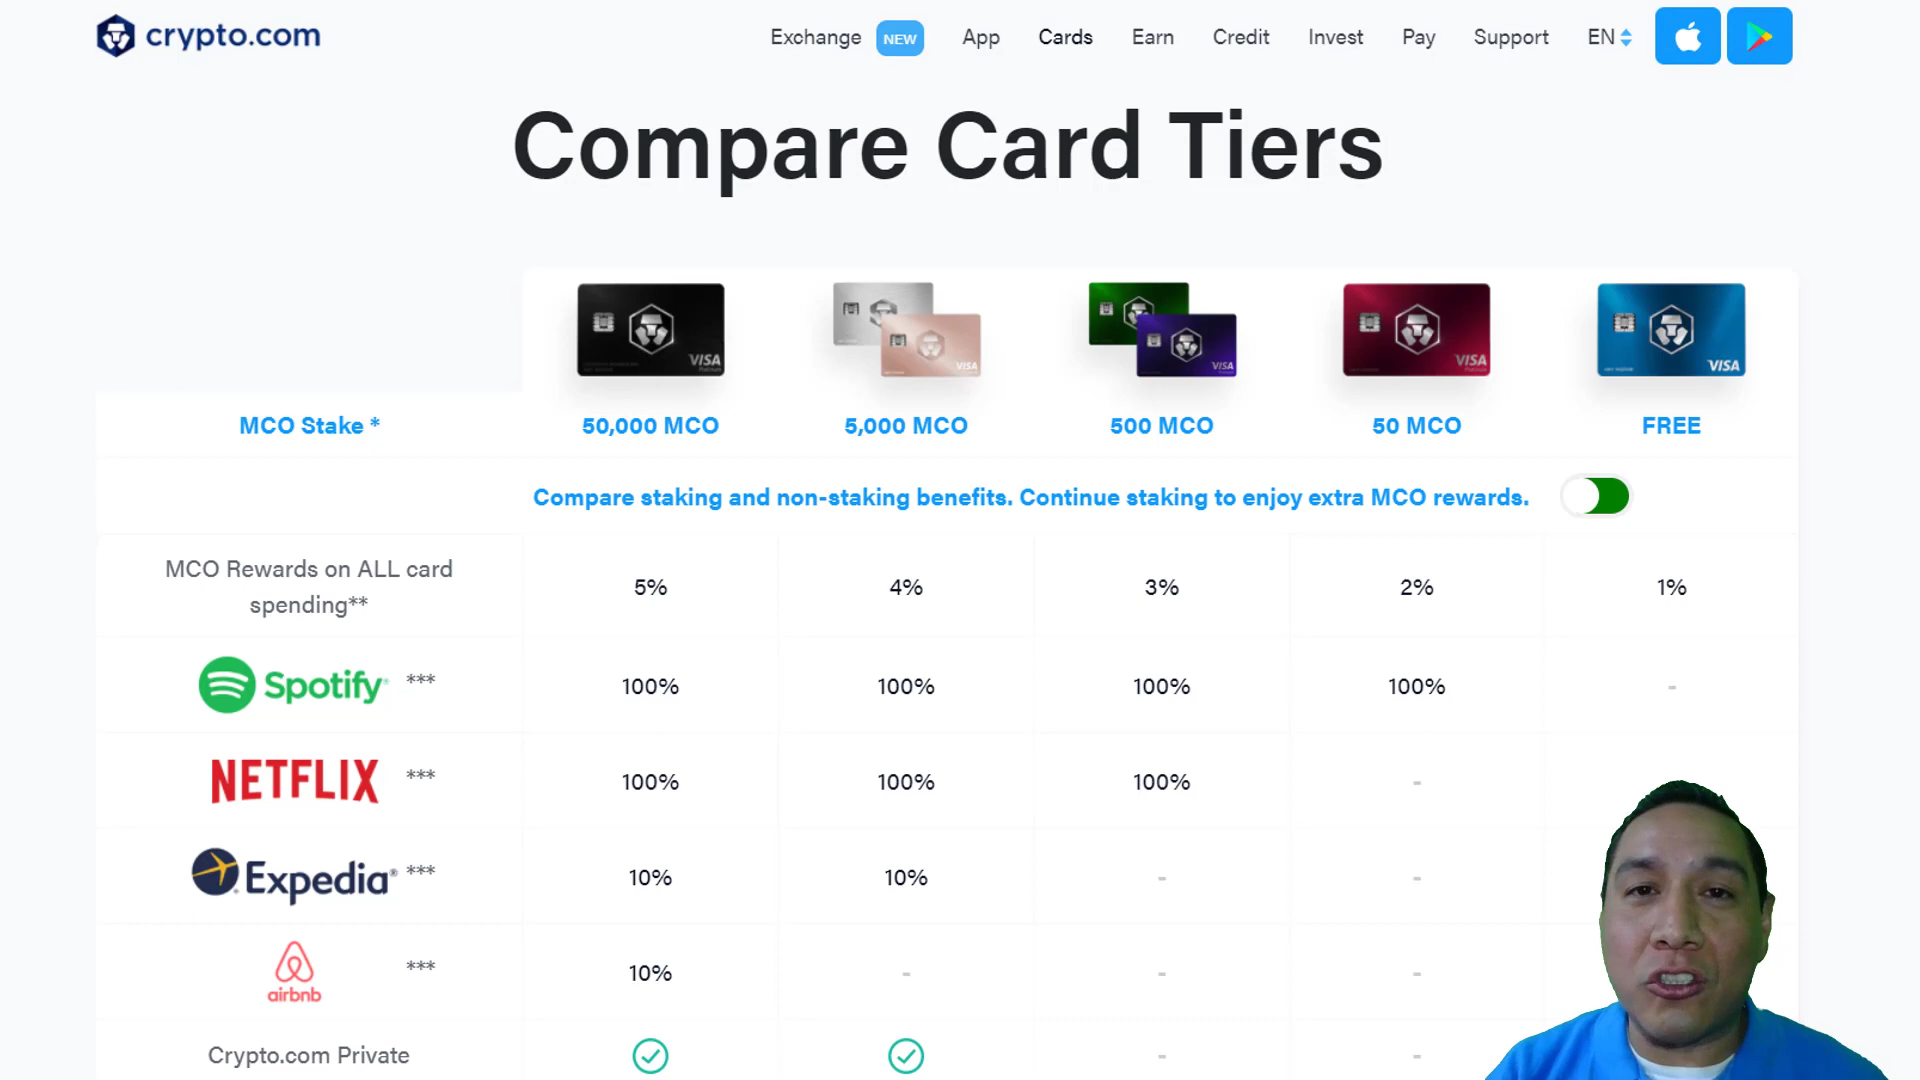 crypto.com
Exchange NEW App Cards Earn Credit Invest Pay Support EN
Compare Card Tiers
VISA Platinum VISA VISA VISA Platinum VISA
MCO Stake * 50,000 MCO 5,000 MCO 500 MCO 50 MCO FREE
Compare staking and non-staking benefits. Continue staking to enjoy extra MCO rewards.
MCO Rewards on ALL card
spending** 5% 4% 3% 2% 1%
Spotify *** 100% 100% 100% 100% -
NETFLIX *** 100% 100% 100% -
Expedia *** 10% 10% - -
airbnb *** 10% - - -
Crypto.com Private - -